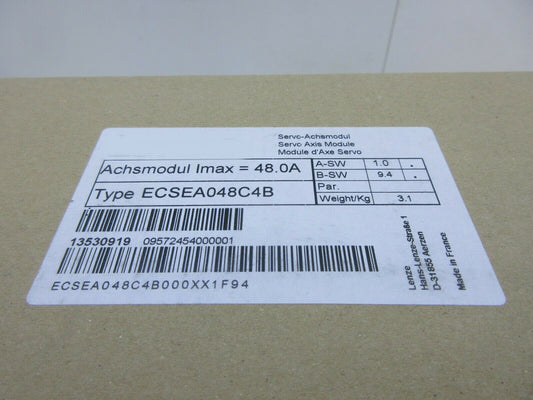 Servo-Achsmodul
Servo Axis Module
Module d'Axe Servo
Achsmodul Imax = 48.0A
Type ECSEA048C4B
A-SW 1.0 .
B-SW 9.4 .
Par.
Weight/Kg 3.1
13530919 09572454000001
ECSEA048C4B000XX1F94
Lenze
Hans-Lenze-Straße 1
D-31855 Aerzen
Made in France